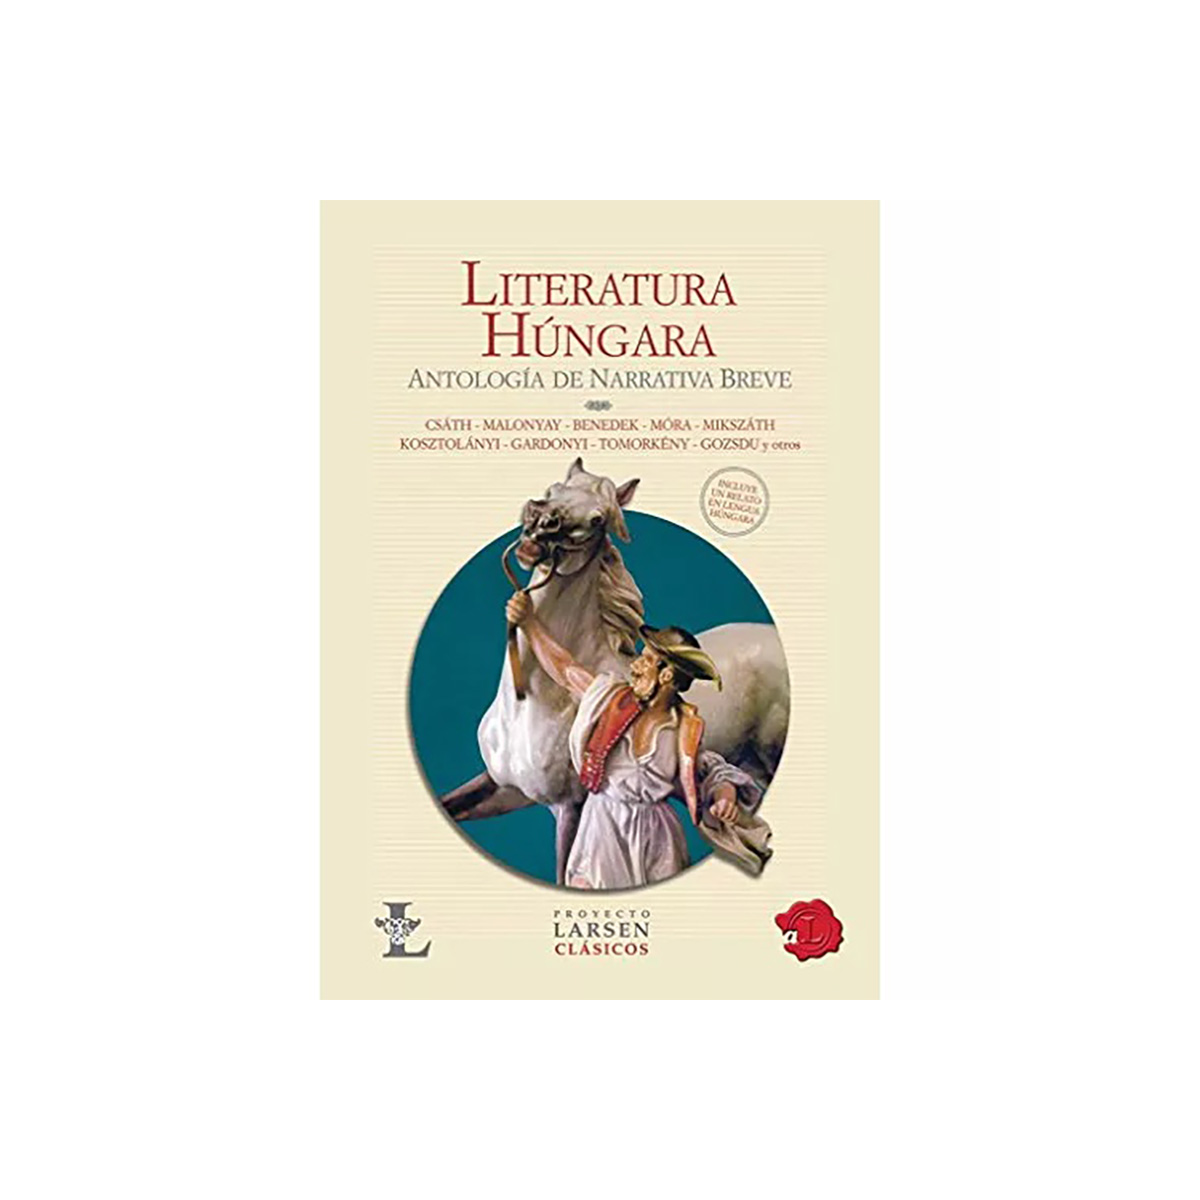 LITERATURA
HÚNGARA
ANTOLOGÍA DE NARRATIVA BREVE
CSÁTH - MALONYAY - BENEDEK - MÓRA - MIKSZÁTH
KOSZTOLÁNYI - GARDONYI - TOMORKÉNY - GOZSDU y otros
INCLUYE
UN RELATO
EN LENGUA
HÚNGARA
L
PROYECTO
LARSEN
CLÁSICOS
aL